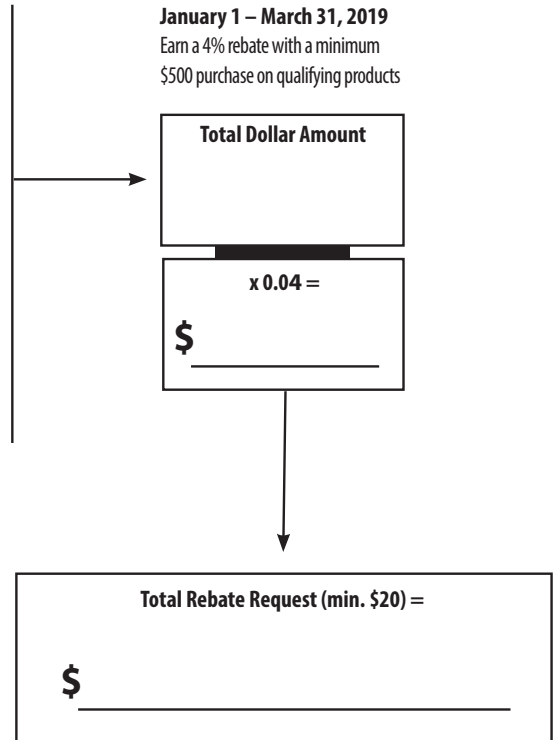 January 1 – March 31, 2019
Earn a 4% rebate with a minimum
$500 purchase on qualifying products
Total Dollar Amount
x 0.04 =
$
Total Rebate Request (min. $20) =
$